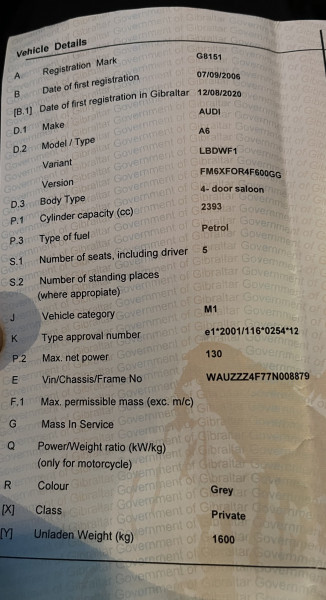 Vehicle Details
A Registration Mark G8151
B Date of first registration 07/09/2006
[B.1] Date of first registration in Gibraltar 12/08/2020
D.1 Make AUDI
D.2 Model / Type A6
Variant LBDWF1
Version FM6XFOR4F600GG
D.3 Body Type 4- door saloon
P.1 Cylinder capacity (cc) 2393
P.3 Type of fuel Petrol
S.1 Number of seats, including driver 5
S.2 Number of standing places
(where appropiate)
J Vehicle category M1
K Type approval number e1*2001/116*0254*12
P.2 Max. net power 130
E Vin/Chassis/Frame No WAUZZZ4F77N008879
F.1 Max. permissible mass (exc. m/c)
G Mass In Service
Q Power/Weight ratio (kW/kg)
(only for motorcycle)
R Colour Grey
[X] Class Private
[Y] Unladen Weight (kg) 1600